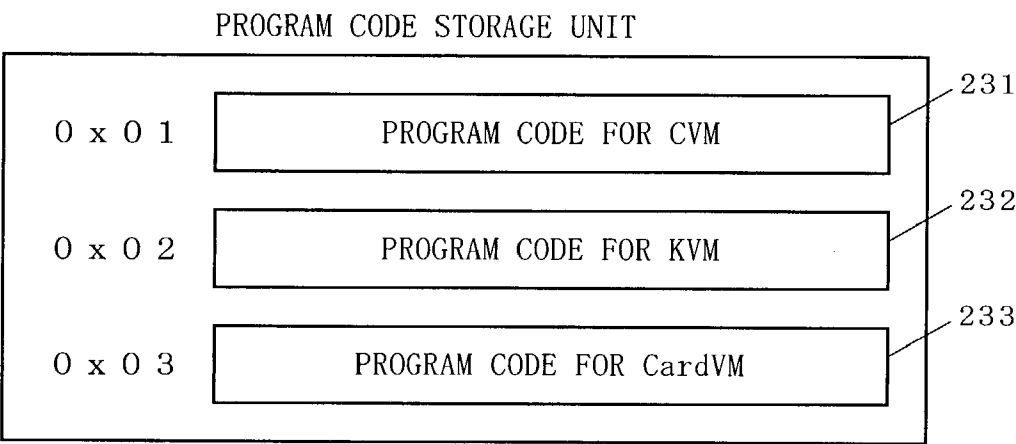 PROGRAM CODE STORAGE UNIT
231
0x01 PROGRAM CODE FOR CVM
232
0x02 PROGRAM CODE FOR KVM
233
0x03 PROGRAM CODE FOR CardVM